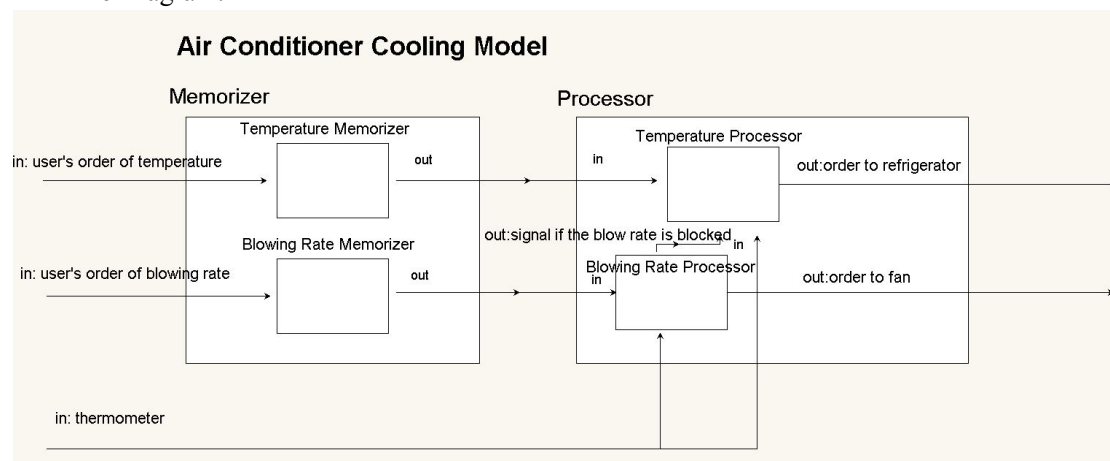 Air Conditioner Cooling Model
Memorizer
Processor
Temperature Memorizer
Temperature Processor
in: user's order of temperature
out
in
out:order to refrigerator
out:signal if the blow rate is blocked
in
Blowing Rate Memorizer
Blowing Rate Processor
in: user's order of blowing rate
out
in
out:order to fan
in: thermometer